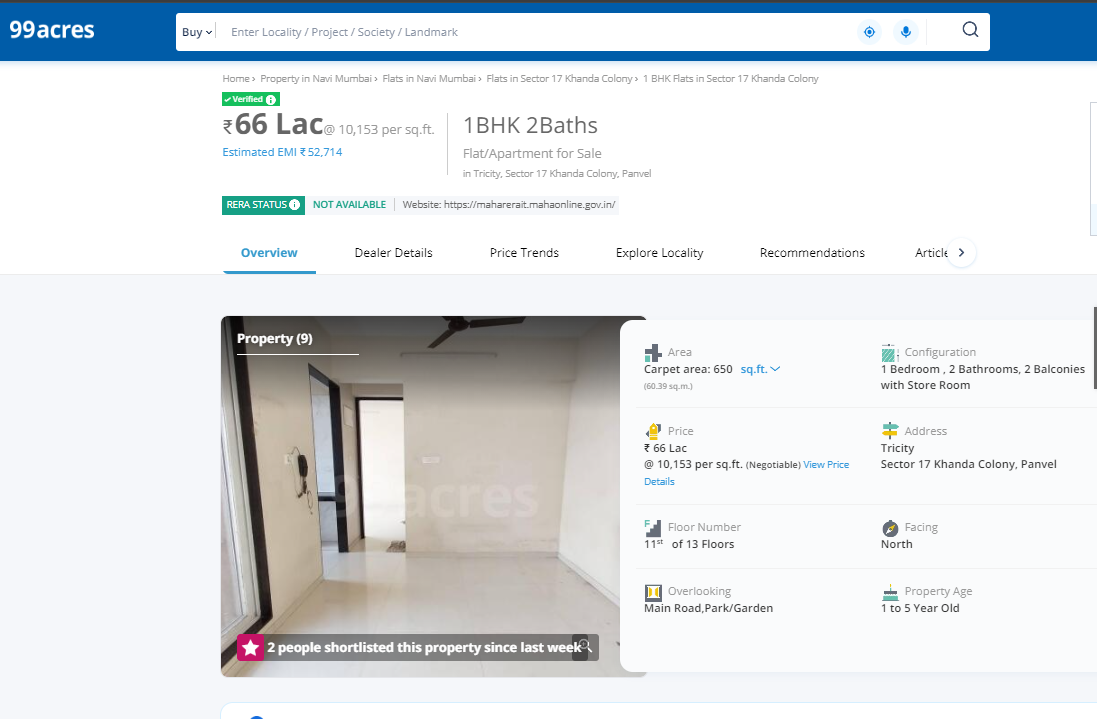 99acres
Buy
Enter Locality / Project / Society / Landmark
Home › Property in Navi Mumbai › Flats in Navi Mumbai › Flats in Sector 17 Khanda Colony › 1 BHK Flats in Sector 17 Khanda Colony
Verified
₹66 Lac@ 10,153 per sq.ft.
Estimated EMI ₹52,714
1BHK 2Baths
Flat/Apartment for Sale
in Tricity, Sector 17 Khanda Colony, Panvel
RERA STATUS NOT AVAILABLE Website: https://maharerait.mahaonline.gov.in/
Overview Dealer Details Price Trends Explore Locality Recommendations Article
Property (9)
99acres
2 people shortlisted this property since last week
Area
Carpet area: 650 sq.ft.
(60.39 sq.m.)
Configuration
1 Bedroom , 2 Bathrooms, 2 Balconies
with Store Room
Price
₹ 66 Lac
@ 10,153 per sq.ft. (Negotiable) View Price
Details
Address
Tricity
Sector 17 Khanda Colony, Panvel
Floor Number
11st of 13 Floors
Facing
North
Overlooking
Main Road,Park/Garden
Property Age
1 to 5 Year Old